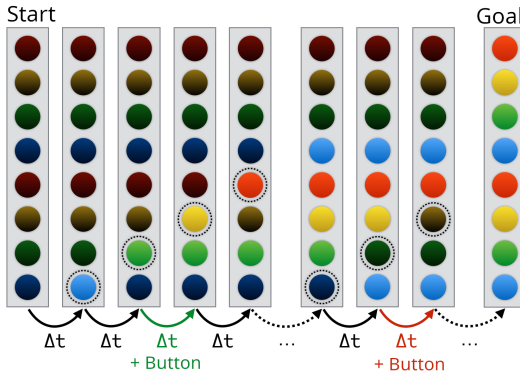 Start
Goal
Δt Δt Δt Δt ... Δt Δt ...
+ Button + Button